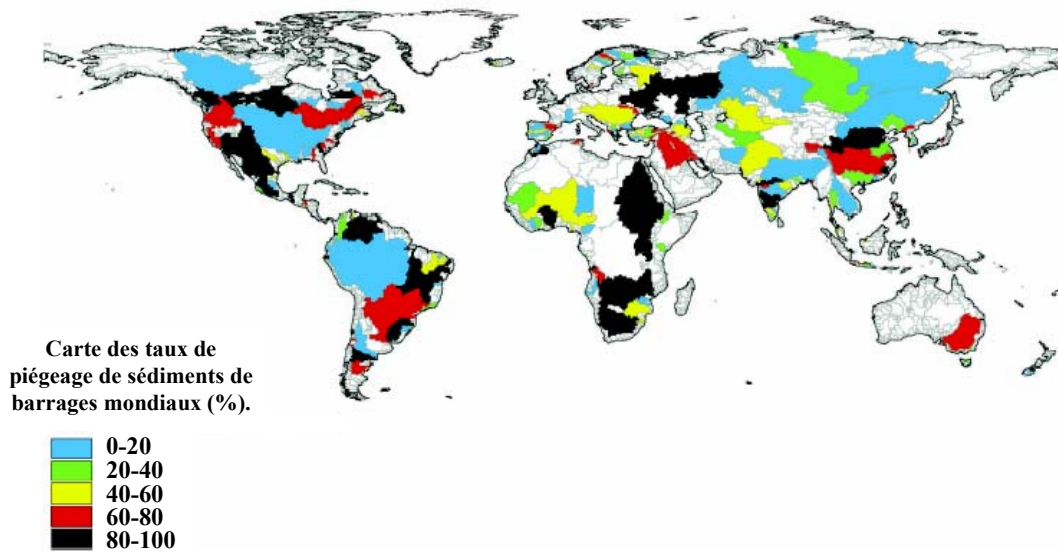 Carte des taux de
piégeage de sédiments de
barrages mondiaux (%).
0-20
20-40
40-60
60-80
80-100